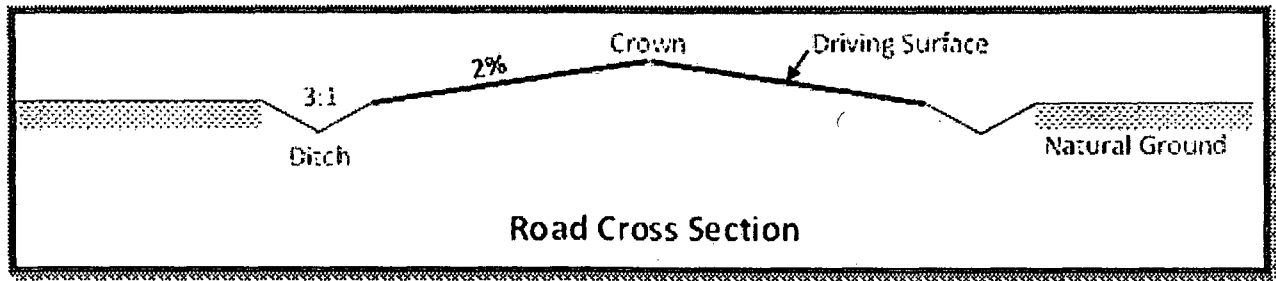 Crown
Driving Surface
2%
3:1
Ditch
Natural Ground
Road Cross Section